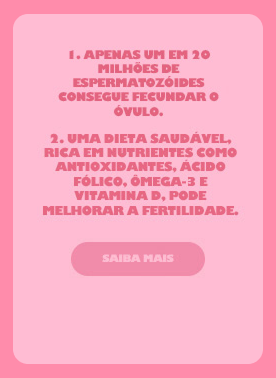 1. APENAS UM EM 20
MILHÕES DE
ESPERMATOZÓIDES
CONSEGUE FECUNDAR O
ÓVULO.
2. UMA DIETA SAUDÁVEL,
RICA EM NUTRIENTES COMO
ANTIOXIDANTES, ÁCIDO
FÓLICO, ÔMEGA-3 E
VITAMINA D, PODE
MELHORAR A FERTILIDADE.
SAIBA MAIS